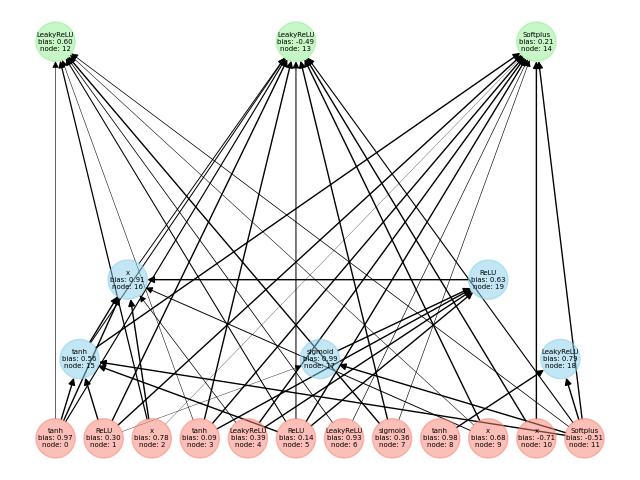 LeakyReLU
bias: 0.60
node: 12
LeakyReLU
bias: -0.49
node: 13
Softplus
bias: 0.21
node: 14
x
bias: 0.91
node: 16
ReLU
bias: 0.63
node: 19
tanh
bias: 0.56
node: 15
sigmoid
bias: 0.99
node: 17
LeakyReLU
bias: 0.79
node: 18
tanh
bias: 0.97
node: 0
ReLU
bias: 0.30
node: 1
x
bias: 0.78
node: 2
tanh
bias: 0.09
node: 3
LeakyReLU
bias: 0.39
node: 4
ReLU
bias: 0.14
node: 5
LeakyReLU
bias: 0.93
node: 6
sigmoid
bias: 0.36
node: 7
tanh
bias: 0.98
node: 8
x
bias: 0.68
node: 9
x
bias: -0.71
node: 10
Softplus
bias: -0.51
node: 11